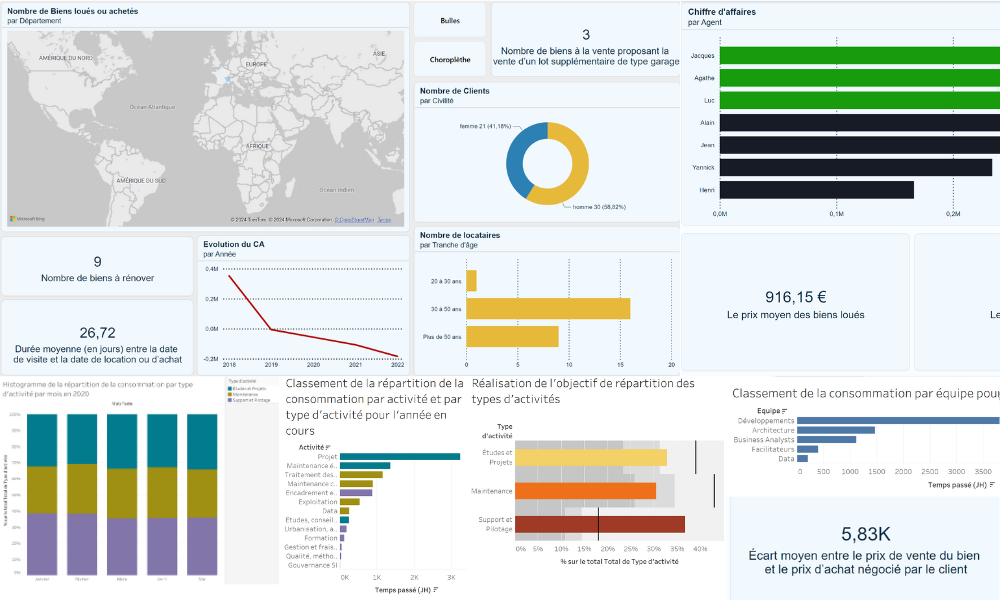 Nombre de Biens loués ou achetés
par Département
AMÉRIQUE DU NORD
EUROPE
ASIE
Océan Atlantique
AFRIQUE
AMÉRIQUE DU SUD
Océan Indien
Microsoft Bing
© 2024 TomTom, © 2024 Microsoft Corporation, © OpenStreetMap Terms
Bulles
Choroplèthe
3
Nombre de biens à la vente proposant la
vente d'un lot supplémentaire de type garage
Nombre de Clients
par Civilité
femme 21 (41,18%)
homme 30 (58,82%)
Chiffre d'affaires
par Agent
Jacques
Agathe
Luc
Alain
Jean
Yannick
Henri
0,0M 0,1M 0,2M
9
Nombre de biens à rénover
26,72
Durée moyenne (en jours) entre la date
de visite et la date de location ou d'achat
Evolution du CA
par Année
0,4M
0,2M
0,0M
-0,2M
2018 2019 2020 2021 2022
Nombre de locataires
par Tranche d'âge
20 à 30 ans
30 à 50 ans
Plus de 50 ans
0 5 10 15 20
916,15 €
Le prix moyen des biens loués
Le
Histogramme de la répartition de la consommation par type
d'activité par mois en 2020
100%
90%
80%
70%
60%
50%
40%
30%
20%
10%
0%
Janvier Février Mars Avril Mai
Type d'activité
Etudes et Projets
Maintenance
Support et Pilotage
Classement de la répartition de la
consommation par activité et par
type d'activité pour l'année en
cours
Activité
Projet
Maintenance é..
Traitement des..
Maintenance c..
Encadrement e..
Exploitation
Data
Etudes, conseil..
Urbanisation, a..
Formation
Gestion et frais..
Qualité, métho..
Gouvernance SI
0K 1K 2K 3K
Temps passé (JH)
Réalisation de l'objectif de répartition des
types d'activités
Type
d'activité
Études et
Projets
Maintenance
Support et
Pilotage
0% 5% 10% 15% 20% 25% 30% 35% 40%
% sur le total Total de Type d'activité
Classement de la consommation par équipe pour
Equipe
Développements
Architecture
Business Analysts
Facilitateurs
Data
0 500 1000 1500 2000 2500 3000 3500
Temps passé (JH)
5,83K
Écart moyen entre le prix de vente du bien
et le prix d'achat négocié par le client